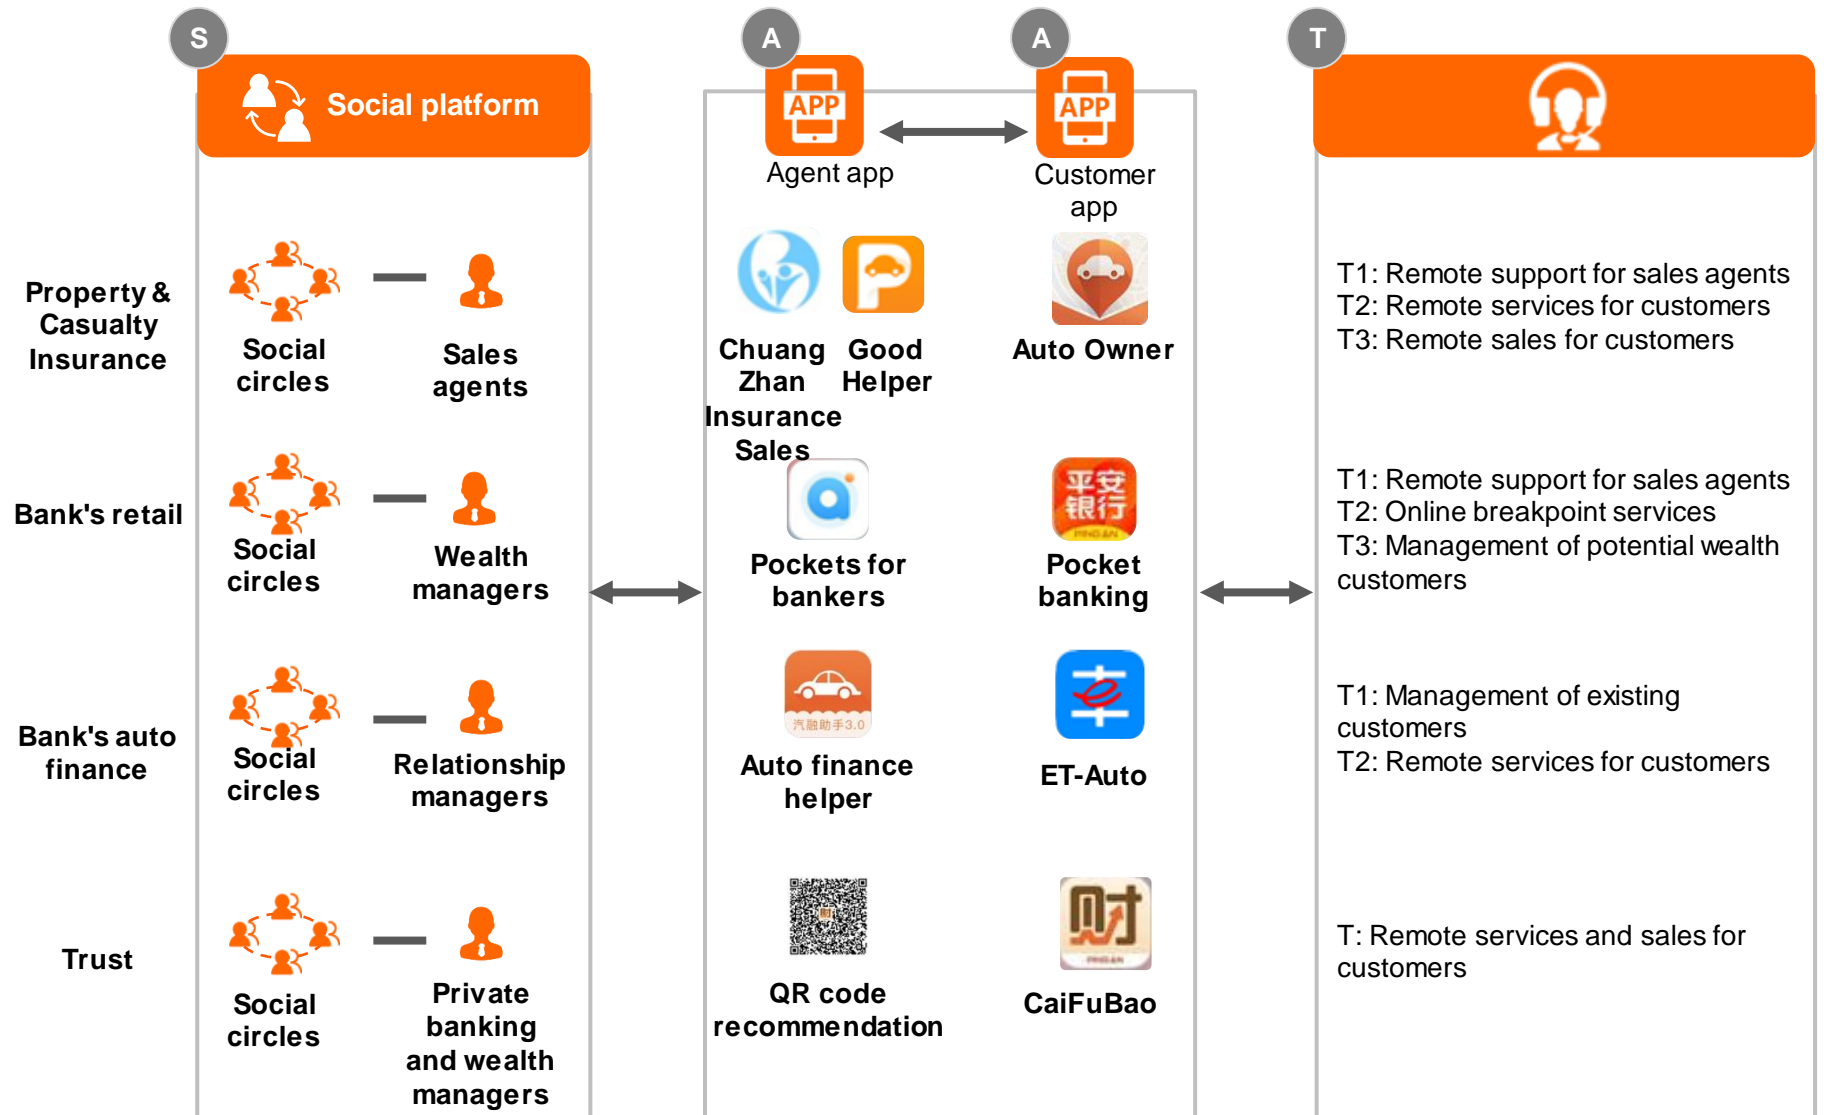 S
A
A
T
Social platform
APP
APP
Agent app
Customer
app
Property &
Casualty
Insurance
Social
circles
Sales
agents
P
Chuang
Zhan
Insurance
Sales
Good
Helper
Auto Owner
T1: Remote support for sales agents
T2: Remote services for customers
T3: Remote sales for customers
Bank's retail
Social
circles
Wealth
managers
Pockets for
bankers
平安
银行
PING AN
Pocket
banking
T1: Remote support for sales agents
T2: Online breakpoint services
T3: Management of potential wealth
customers
Bank's auto
finance
Social
circles
Relationship
managers
汽融助手3.0
Auto finance
helper
ET-Auto
T1: Management of existing
customers
T2: Remote services for customers
Trust
Social
circles
Private
banking
and wealth
managers
财
QR code
recommendation
财
PING AN
CaiFuBao
T: Remote services and sales for
customers